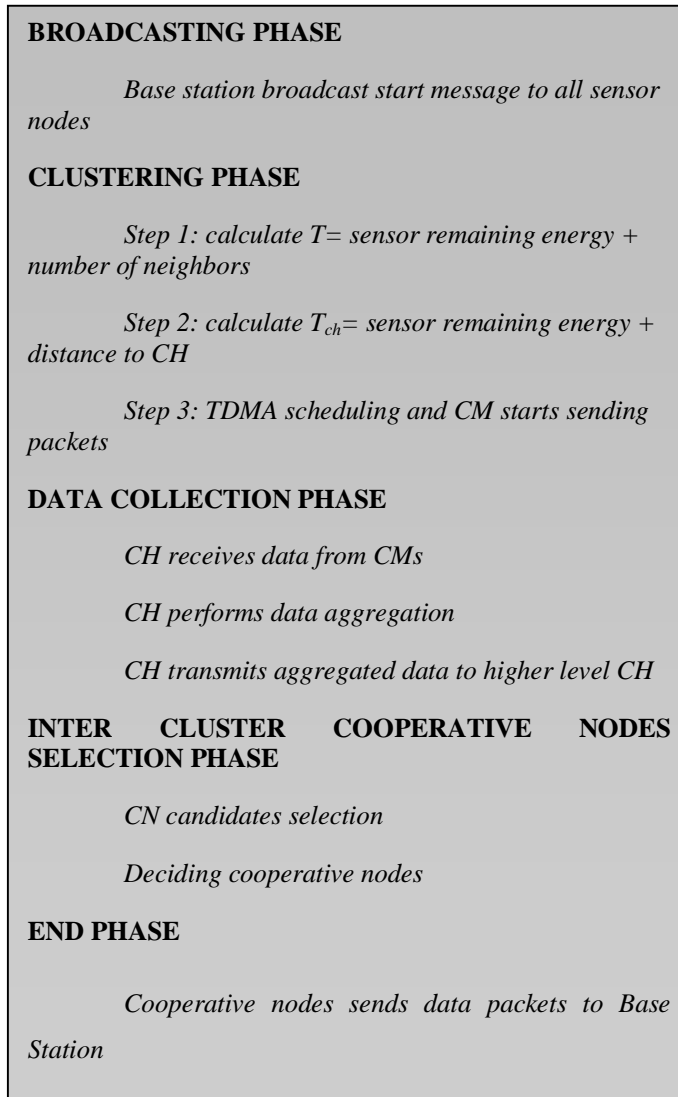 BROADCASTING PHASE
Base station broadcast start message to all sensor
nodes
CLUSTERING PHASE
Step 1: calculate T= sensor remaining energy +
number of neighbors
Step 2: calculate Tch= sensor remaining energy +
distance to CH
Step 3: TDMA scheduling and CM starts sending
packets
DATA COLLECTION PHASE
CH receives data from CMs
CH performs data aggregation
CH transmits aggregated data to higher level CH
INTER CLUSTER COOPERATIVE NODES
SELECTION PHASE
CN candidates selection
Deciding cooperative nodes
END PHASE
Cooperative nodes sends data packets to Base
Station